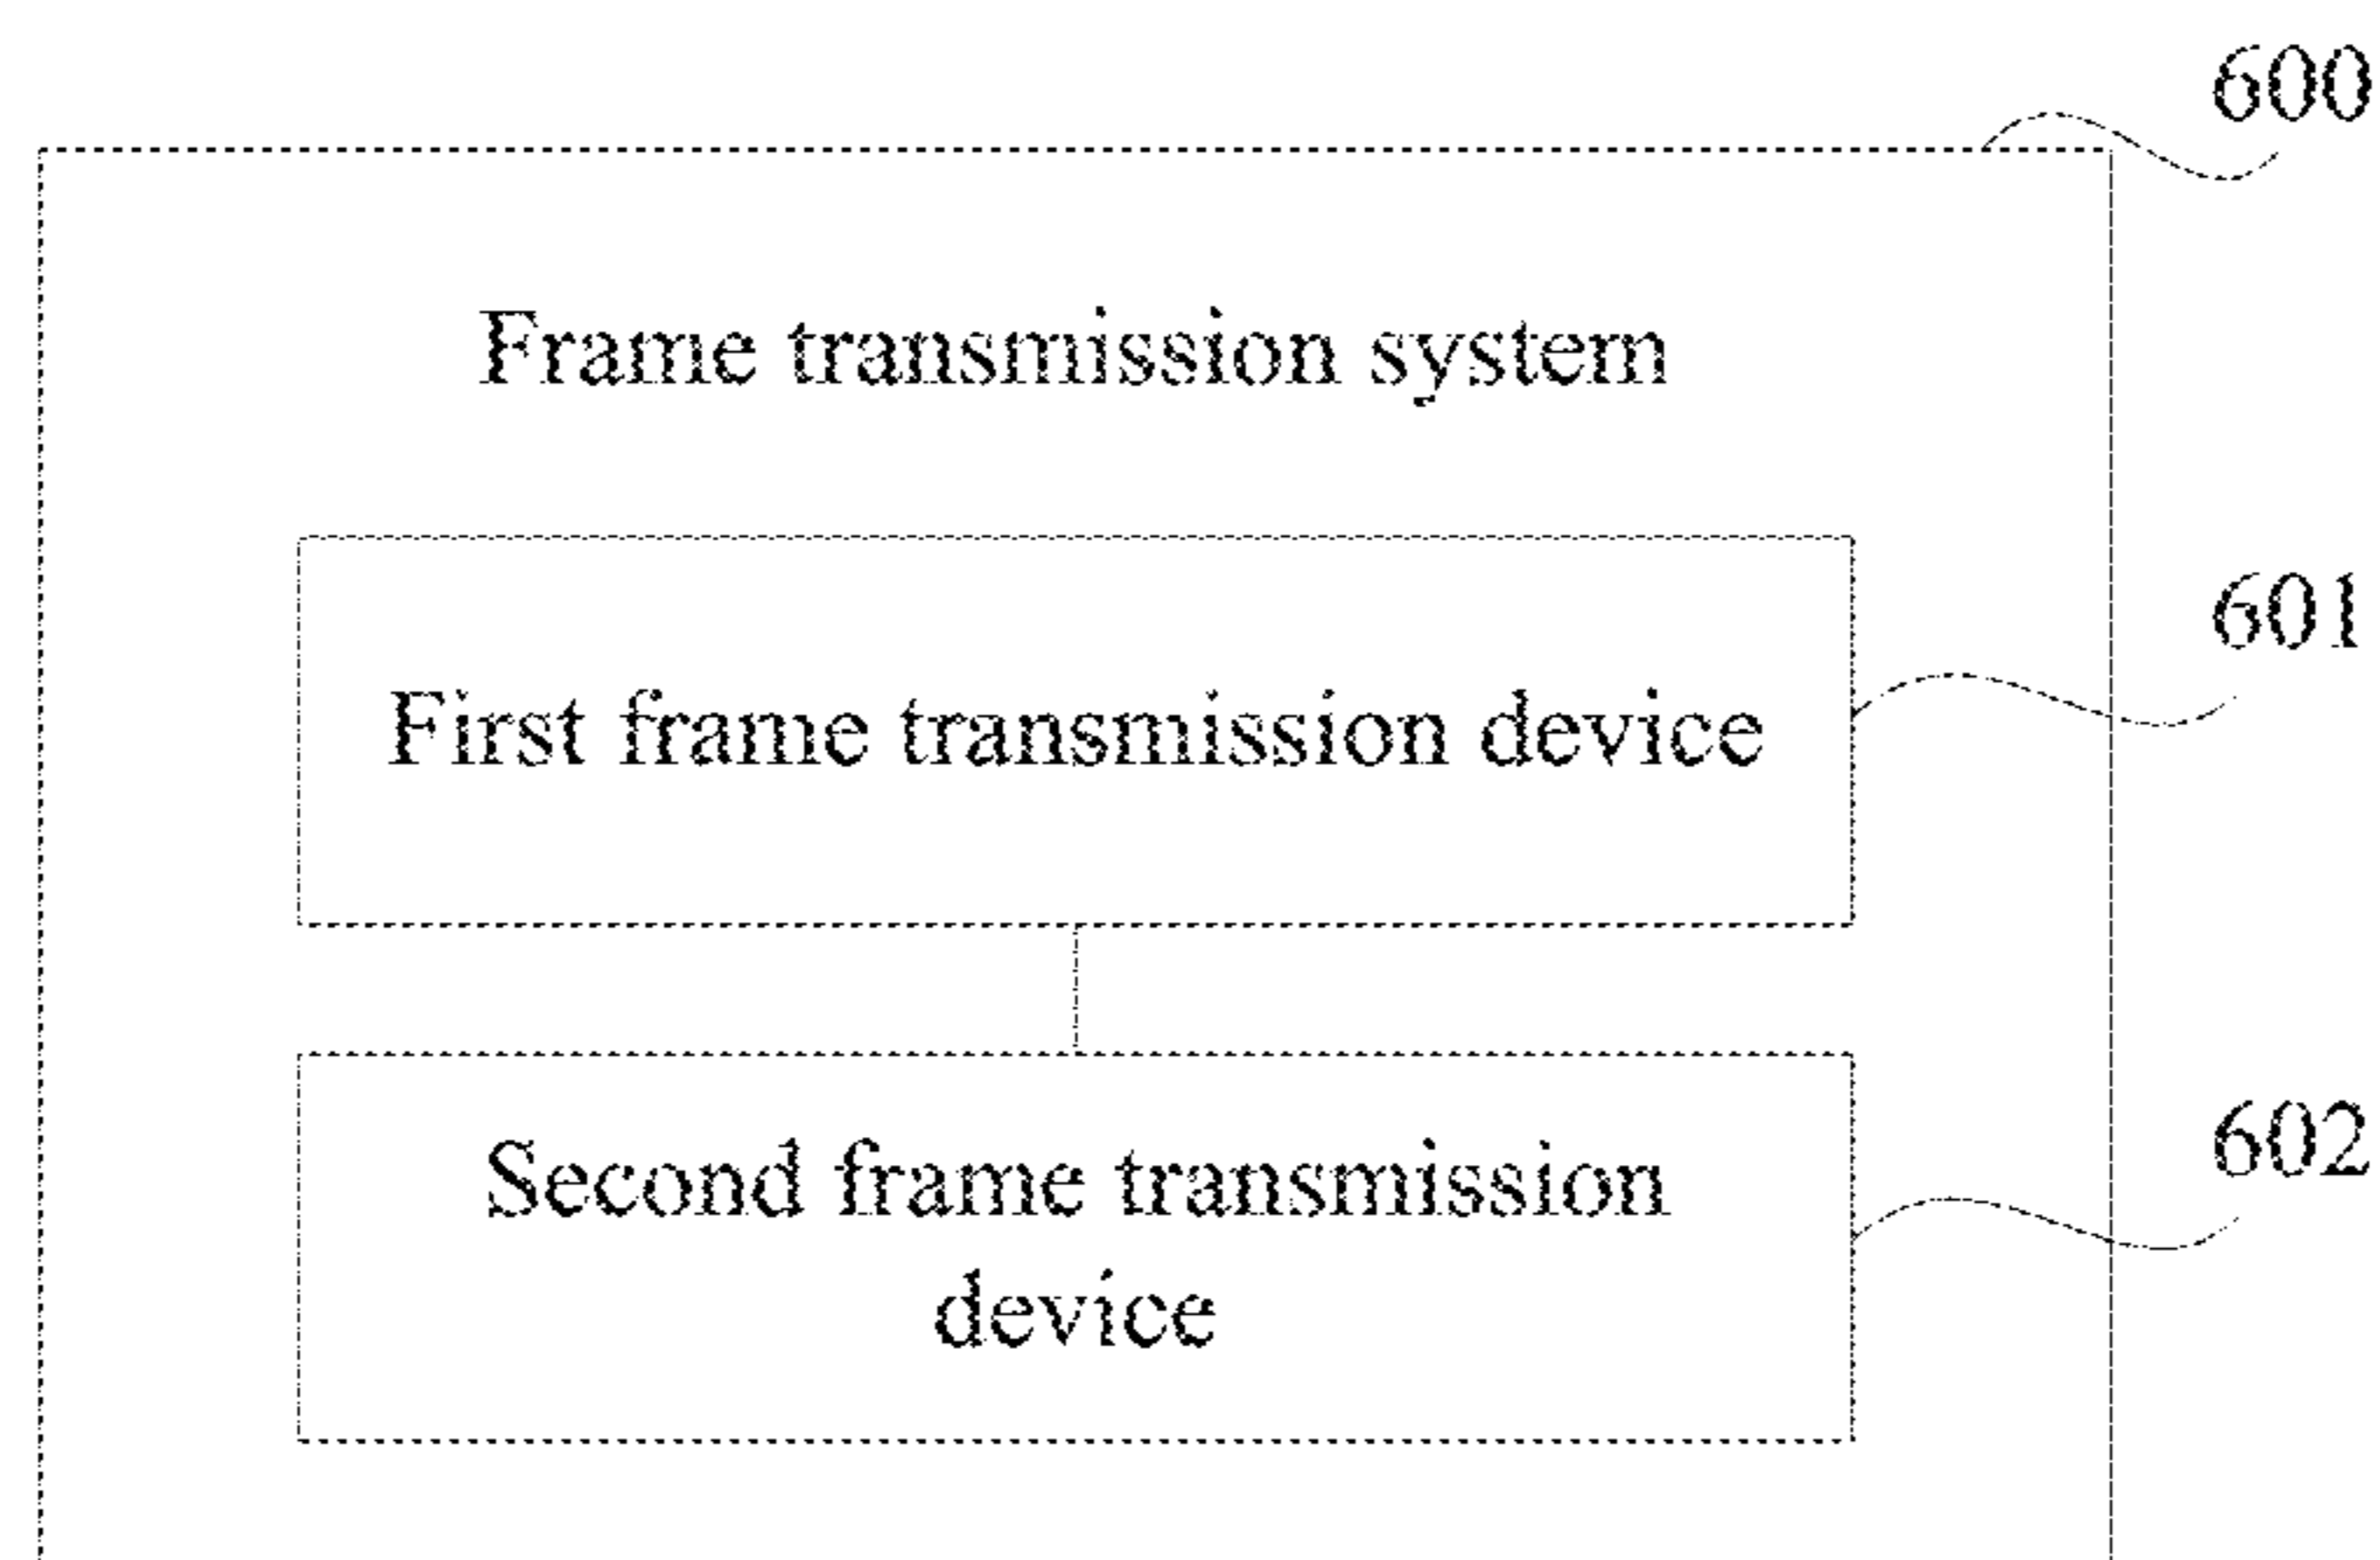 600
Frame transmission system
601
First frame transmission device
602
Second frame transmission
device